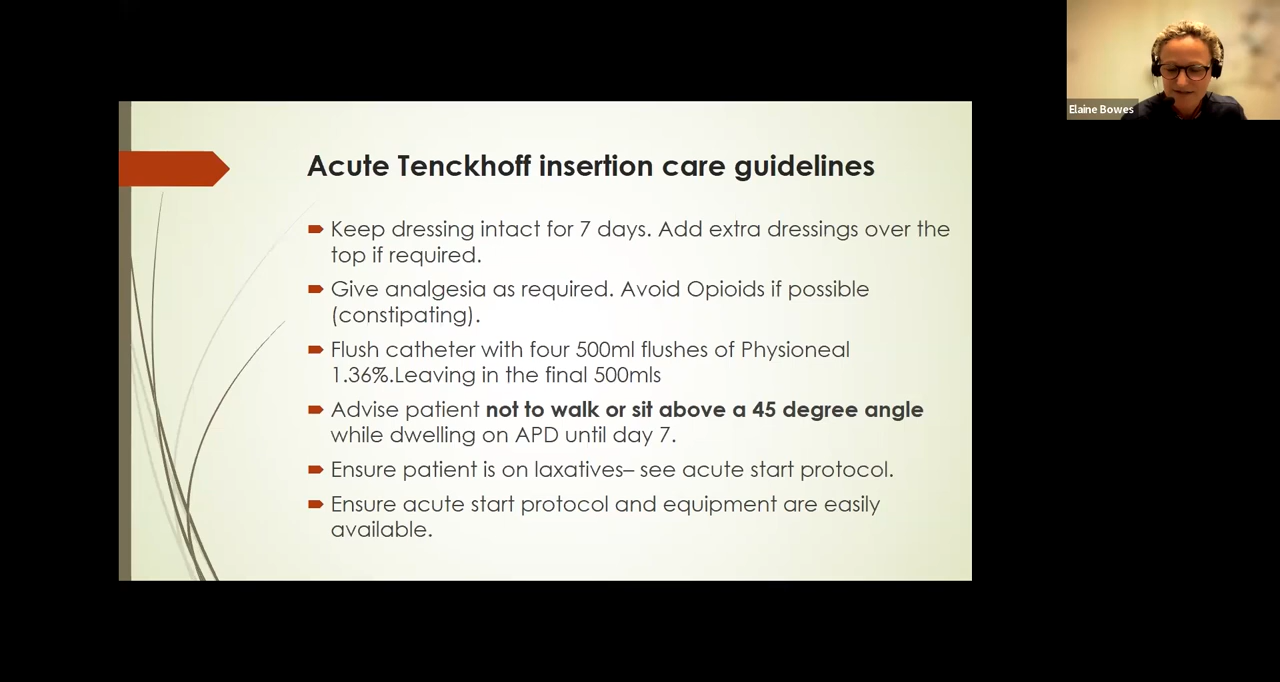 Elaine Bowes
Acute Tenckhoff insertion care guidelines
Keep dressing intact for 7 days. Add extra dressings over the
top if required.
Give analgesia as required. Avoid Opioids if possible
(constipating).
Flush catheter with four 500ml flushes of Physioneal
1.36%.Leaving in the final 500mls
Advise patient not to walk or sit above a 45 degree angle
while dwelling on APD until day 7.
Ensure patient is on laxatives– see acute start protocol.
Ensure acute start protocol and equipment are easily
available.